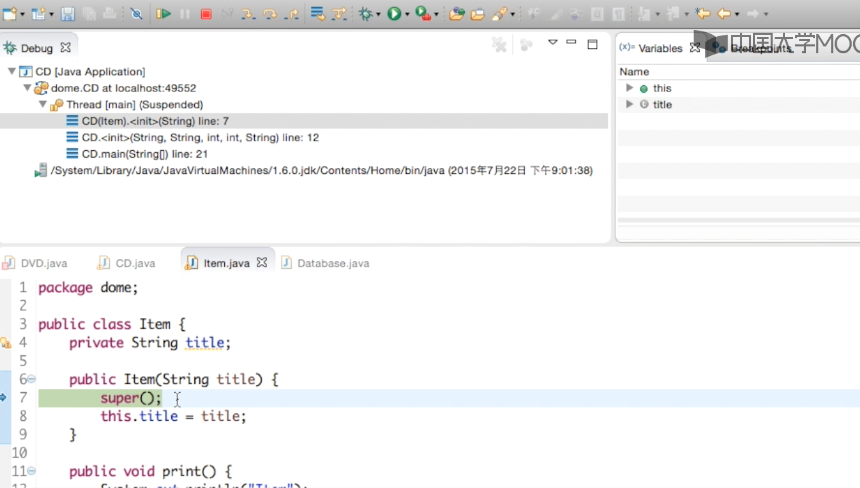 Debug
(x)= Variables
Breakpoints
中国大学MOO
CD [Java Application]
dome.CD at localhost:49552
Thread [main] (Suspended)
CD(Item).<init>(String) line: 7
CD.<init>(String, String, int, int, String) line: 12
CD.main(String[]) line: 21
/System/Library/Java/JavaVirtualMachines/1.6.0.jdk/Contents/Home/bin/java (2015年7月22日 下午9:01:38)
Name
this
title
DVD.java
CD.java
Item.java
Database.java
1 package dome;
2
3 public class Item {
4 private String title;
5
6 public Item(String title) {
7 super();
8 this.title = title;
9 }
10
11 public void print() {
12 System.out.println("Item");